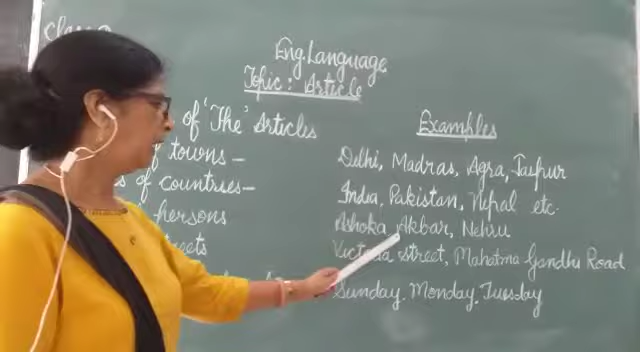 Class
Eng. Language
Topic: Article
of 'The' Articles
Examples
of towns – Delhi, Madras, Agra, Jaipur
of countries – India, Pakistan, Nepal etc.
persons Ashoka, Akbar, Nehru
street, Mahatma Gandhi Road
Sunday, Monday, Tuesday